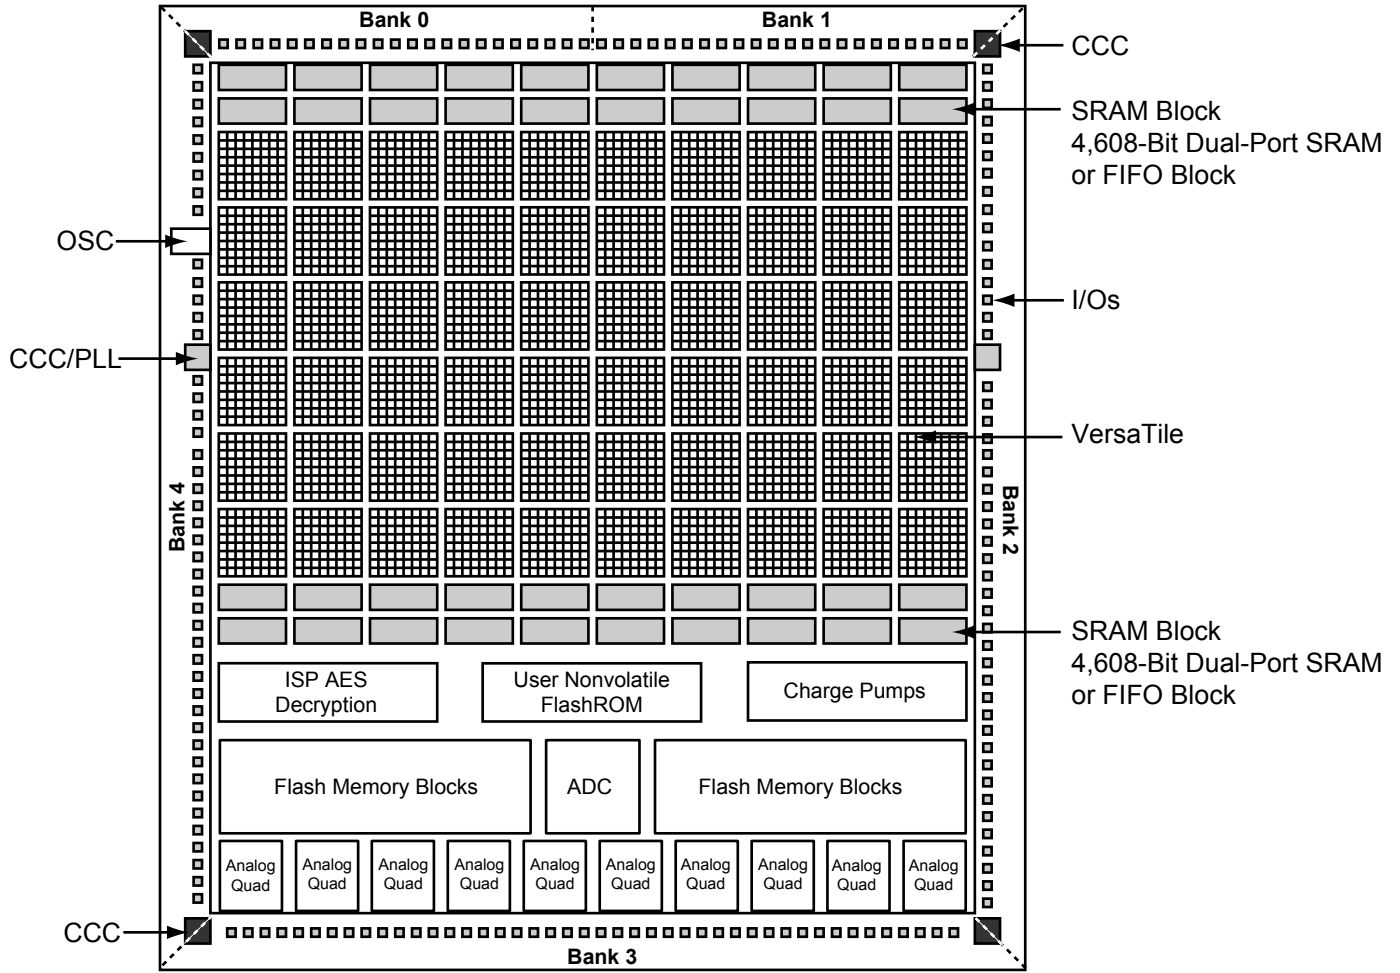 Bank 0
Bank 1
CCC
SRAM Block
4,608-Bit Dual-Port SRAM
or FIFO Block
OSC
I/Os
CCC/PLL
VersaTile
Bank 4
Bank 2
SRAM Block
4,608-Bit Dual-Port SRAM
or FIFO Block
ISP AES
Decryption
User Nonvolatile
FlashROM
Charge Pumps
Flash Memory Blocks
ADC
Flash Memory Blocks
Analog
Quad
Analog
Quad
Analog
Quad
Analog
Quad
Analog
Quad
Analog
Quad
Analog
Quad
Analog
Quad
Analog
Quad
Analog
Quad
CCC
Bank 3